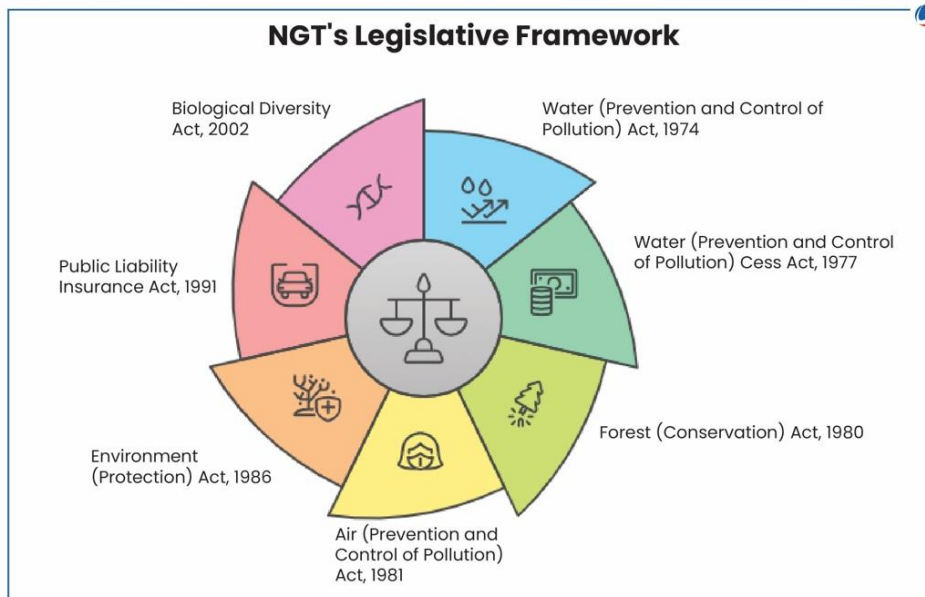 NGT's Legislative Framework
Biological Diversity
Act, 2002
Water (Prevention and Control of
Pollution) Act, 1974
Water (Prevention and Control
of Pollution) Cess Act, 1977
Public Liability
Insurance Act, 1991
Forest (Conservation) Act, 1980
Environment
(Protection) Act, 1986
Air (Prevention and
Control of Pollution)
Act, 1981